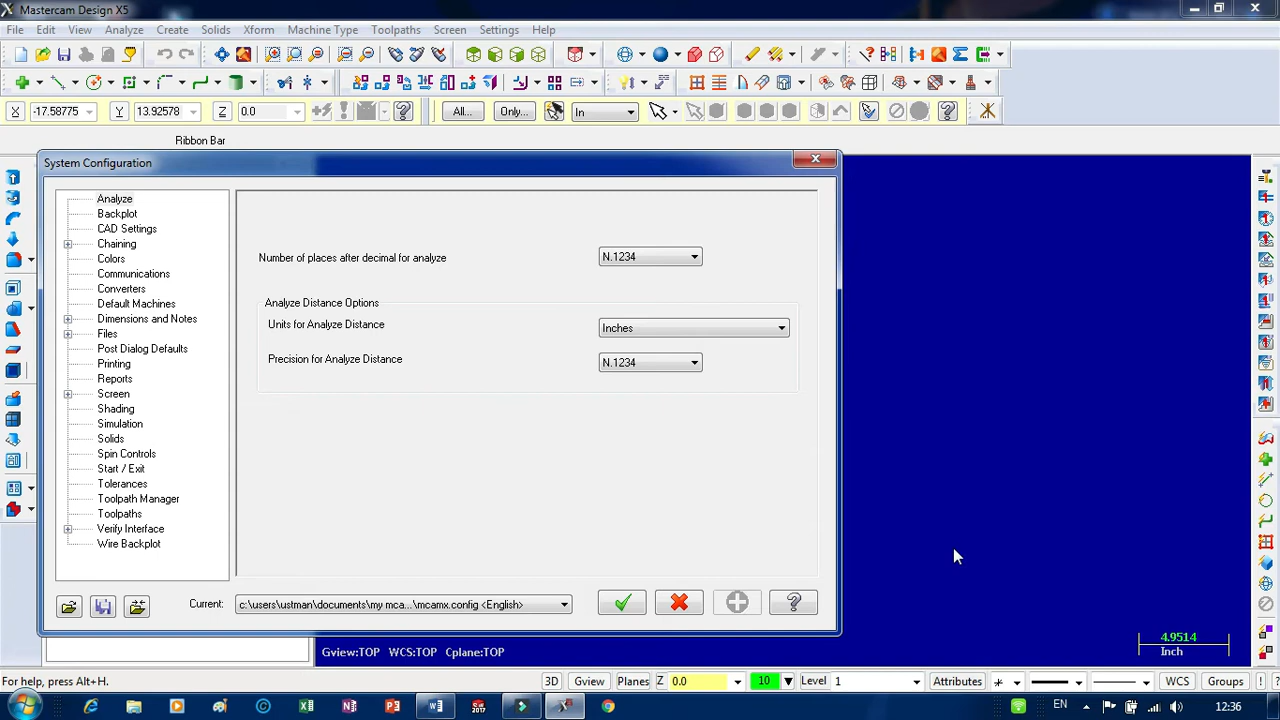 Mastercam Design X5
File Edit View Analyze Create Solids Xform Machine Type Toolpaths Screen Settings Help
X -17.58775 Y 13.92578 Z 0.0 All... Only... In
Ribbon Bar
System Configuration
Analyze
Backplot
CAD Settings
Chaining
Colors
Communications
Converters
Default Machines
Dimensions and Notes
Files
Post Dialog Defaults
Printing
Reports
Screen
Shading
Simulation
Solids
Spin Controls
Start / Exit
Tolerances
Toolpath Manager
Toolpaths
Verify Interface
Wire Backplot
Number of places after decimal for analyze N.1234
Analyze Distance Options
Units for Analyze Distance Inches
Precision for Analyze Distance N.1234
Current: c:\users\ustman\documents\my mca...\mcamx.config <English>
Gview:TOP WCS:TOP Cplane:TOP
4.9514
Inch
For help, press Alt+H. 3D Gview Planes Z 0.0 10 Level 1 Attributes WCS Groups
EN 12:36